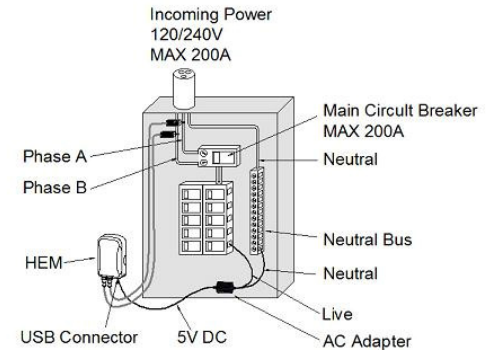 Incoming Power
120/240V
MAX 200A
Main Circult Breaker
MAX 200A
Phase A
Neutral
Phase B
Neutral Bus
HEM
Neutral
Live
USB Connector
5V DC
AC Adapter